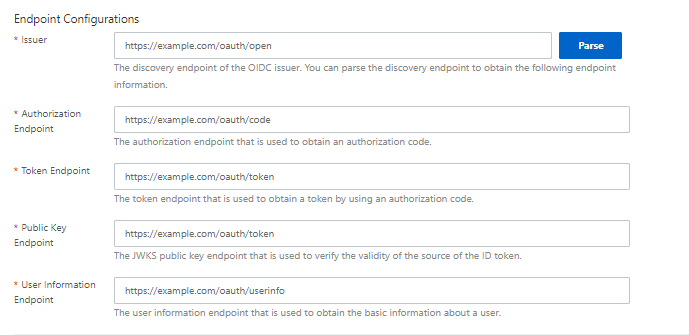 Endpoint Configurations
* Issuer
https://example.com/oauth/open
Parse
The discovery endpoint of the OIDC issuer. You can parse the discovery endpoint to obtain the following endpoint
information.
* Authorization
Endpoint
https://example.com/oauth/code
The authorization endpoint that is used to obtain an authorization code.
* Token Endpoint
https://example.com/oauth/token
The token endpoint that is used to obtain a token by using an authorization code.
* Public Key
Endpoint
https://example.com/oauth/token
The JWKS public key endpoint that is used to verify the validity of the source of the ID token.
* User Information
Endpoint
https://example.com/oauth/userinfo
The user information endpoint that is used to obtain the basic information about a user.